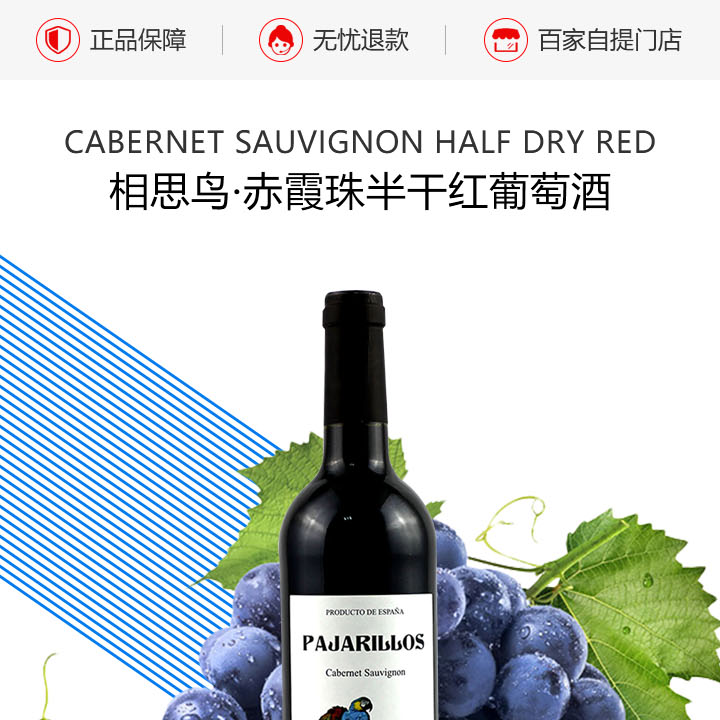 正品保障
无忧退款
百家自提门店
CABERNET SAUVIGNON HALF DRY RED
相思鸟·赤霞珠半干红葡萄酒
PRODUCTO DE ESPAÑA
PAJARILLOS
Cabernet Sauvignon